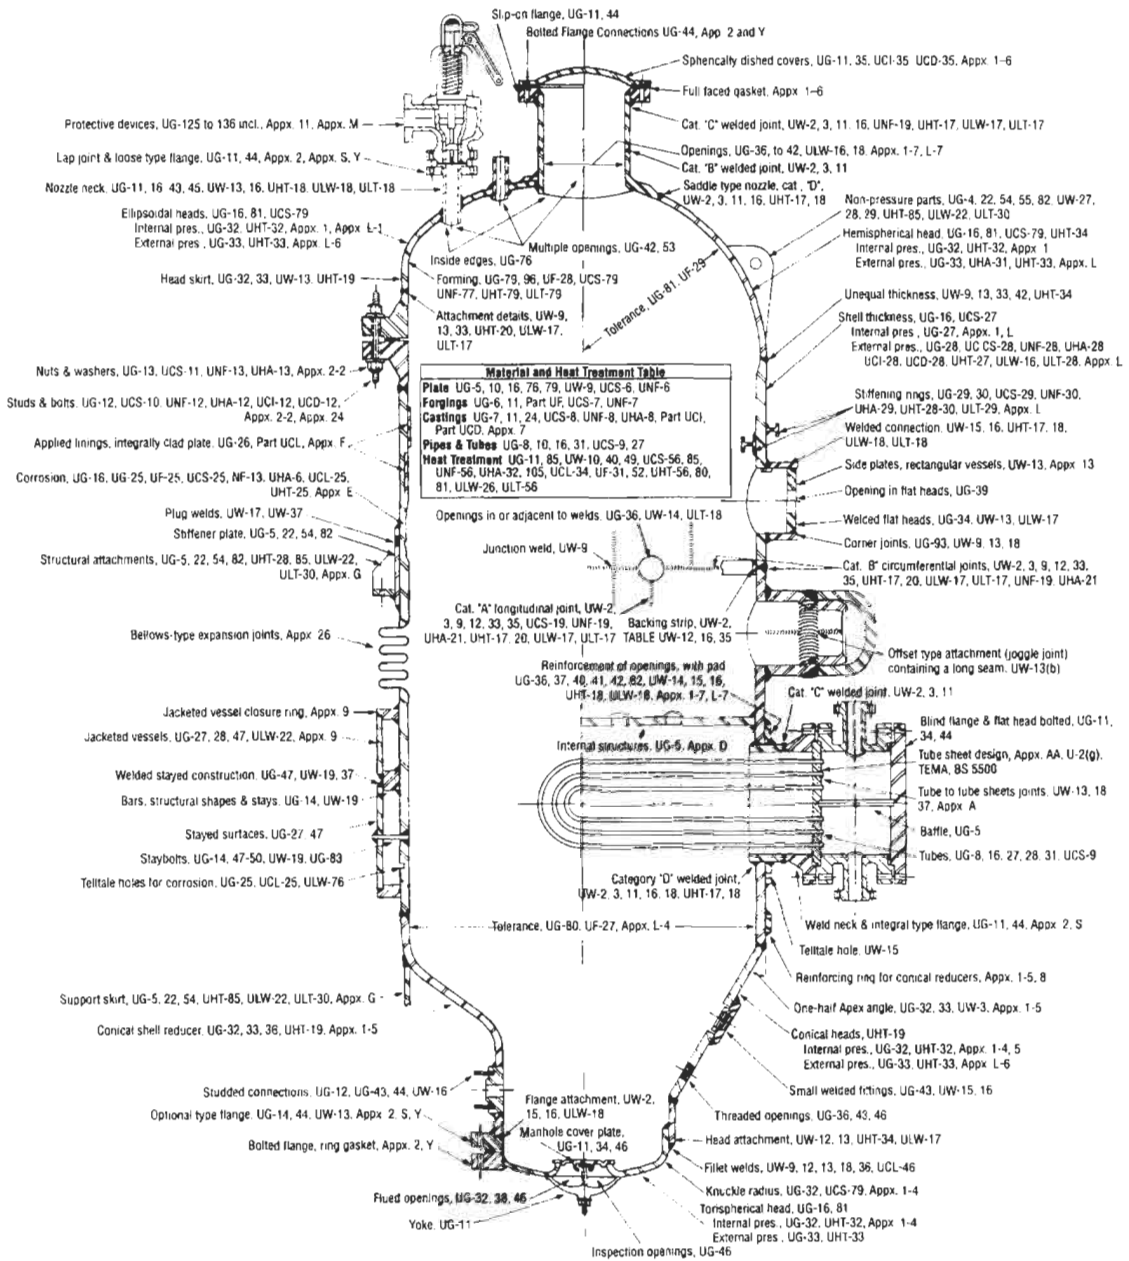 Slip-on flange, UG-11, 44
Bolted Flange Connections UG-44, App 2 and Y
Spherically dished covers, UG-11, 35, UCI-35 UCD-35, Appx. 1-6
Full faced gasket, Appx 1-6
Protective devices, UG-125 to 136 incl., Appx. 11, Appx. M
Cat. "C" welded joint, UW-2, 3, 11. 16, UNF-19, UHT-17, ULW-17, ULT-17
Lap joint & loose type flange. UG-11, 44, Appx. 2, Appx. S, Y
Openings, UG-36, to 42, ULW-16, 18. Appx. 1-7, L-7
Cat. "B" welded joint, UW-2, 3, 11
Nozzle neck. UG-11, 16 43, 45. UW-13, 16. UHT-18. ULW-18, ULT-18
Saddle type nozzle, cat , "D",
UW-2, 3, 11, 16, UHT-17, 18
Ellipsoidal heads, UG-16, 81, UCS-79
Internal pres., UG-32, UHT-32, Appx. 1, Appx L-1
External pres , UG-33, UHT-33, Appx. L-6
Non-pressure parts, UG-4, 22, 54, 55, 82, UW-27,
28, 29, UHT-85, ULW-22, ULT-30
Hemispherical head. UG-16, 81, UCS-79, UHT-34
Internal pres., UG-32, UHT-32, Appx 1
External pres., UG-33, UHA-31, UHT-33, Appx. L
Multiple openings, UG-42, 53
Inside edges, UG-76
Head skirt, UG-32, 33, UW-13. UHT-19
Forming. UG-79, 96, UF-28, UCS-79
UNF-77, UHT-79, ULT-79
Tolerance, UG-81, UF-29
Attachment details, UW-9,
13, 33, UHT-20, ULW-17,
ULT-17
Unequal thickness, UW-9, 13, 33, 42, UHT-34
Shell thickness, UG-16, UCS-27
Internal pres , UG-27, Appx. 1, L
External pres., UG-28, UC CS-28, UNF-28, UHA-28
UCI-28. UCD-28, UHT-27, ULW-16, ULT-28. Appx. L
Nuts & washers, UG-13, UCS-11, UNF-13, UHA-13, Appx. 2-2
Studs & bolts. UG-12, UCS-10. UNF-12, UHA-12, UCI-12, UCD-12,
Appx. 2-2, Appx. 24
Material and Heat Treatment Table
Plate UG-5, 10, 16, 76, 79, UW-9, UCS-6, UNF-6
Forgings UG-6, 11, Part UF, UCS-7, UNF-7
Castings UG-7, 11, 24, UCS-8. UNF-8, UHA-8, Part UCI,
Part UCD. Appx. 7
Pipes & Tubes UG-8, 10, 16, 31, UCS-9, 27
Heat Treatment UG-11, 85, UW-10, 40, 49, UCS-56, 85,
UNF-56, UHA-32, 105, UCL-34, UF-31, 52, UHT-56, 80,
81, ULW-26, ULT-56
Stiffening rings, UG-29, 30, UCS-29, UNF-30,
UHA-29, UHT-28-30, ULT-29. Appx. L
Welded connection. UW-15, 16. UHT-17, 18,
ULW-18, ULT-18
Applied linings, integrally clad plate. UG-26, Part UCL, Appx. F
Side plates, rectangular vessels, UW-13, Appx 13
Corrosion, UG-16, UG-25, UF-25, UCS-25, NF-13. UHA-6, UCL-25,
UHT-25, Appx E
Opening in flat heads, UG-39
Plug welds, UW-17, UW-37
Openings in or adjacent to welds, UG-36, UW-14, ULT-18
Welded flat heads, UG-34. UW-13, ULW-17
Stiffener plate, UG-5, 22, 54, 82
Junction weld, UW-9
Corner joints, UG-93, UW-9, 13, 18
Structural attachments, UG-5, 22, 54, 82, UHT-28, 85, ULW-22,
ULT-30, Appx. G
Cat. B" circumferential joints, UW-2, 3, 9, 12, 33.
35, UHT-17, 20, ULW-17, ULT-17, UNF-19. UHA-21
Cat. "A" longitudinal joint, UW-2,
3, 9, 12, 33, 35, UCS-19, UNF-19,
UHA-21, UHT-17, 20, ULW-17, ULT-17
Backing strip, UW-2,
TABLE UW-12, 16, 35
Bellows-type expansion joints, Appx 26
Offset type attachment (joggle joint)
containing a long seam. UW-13(b)
Reinforcement of openings, with pad
UG-36, 37, 40, 41, 42, 82, UW-14, 15, 16,
UHT-18, ULW-18. Appx. 1-7, L-7
Cat. "C" welded joint, UW-2, 3, 11
Jacketed vessel closure ring, Appx. 9
Blind flange & flat head bolted, UG-11,
34, 44
Jacketed vessels, UG-27, 28, 47, ULW-22, Appx. 9
Internal structures, UG-5, Appx. D
Tube sheet design, Appx. AA, U-2(g).
TEMA, BS 5500
Welded stayed construction. UG-47, UW-19, 37
Tube to tube sheets joints. UW-13, 18
37, Appx A
Bars, structural shapes & stays. UG-14, UW-19
Stayed surfaces, UG-27, 47
Baffle, UG-5
Staybolts, UG-14, 47-50, UW-19, UG-83
Tubes, UG-8, 16, 27, 28. 31, UCS-9
Telltale holes for corrosion, UG-25, UCL-25, ULW-76
Category "D" welded joint,
UW-2, 3, 11, 16, 18, UHT-17, 18
Tolerance, UG-80, UF-27, Appx. L-4
Weld neck & integral type flange, UG-11, 44. Appx 2, S
Telltale hole, UW-15
Reinforcing ring for conical reducers, Appx. 1-5, 8
Support skirt, UG-5, 22, 54, UHT-85, ULW-22, ULT-30, Appx. G
One-half Apex angle, UG-32, 33, UW-3. Appx. 1-5
Conical shell reducer, UG-32, 33, 36, UHT-19. Appx. 1-5
Conical heads, UHT-19
Internal pres., UG-32, UHT-32, Appx. 1-4, 5
External pres., UG-33, UHT-33, Appx L-6
Small welded fittings, UG-43, UW-15, 16
Studded connections, UG-12, UG-43, 44, UW-16
Flange attachment, UW-2,
15, 16, ULW-18
Optional type flange, UG-14, 44, UW-13. Appx 2, S, Y
Threaded openings, UG-36, 43, 46
Manhole cover plate,
UG-11, 34, 46
Head attachment, UW-12, 13, UHT-34, ULW-17
Bolted flange, ring gasket, Appx. 2, Y
Fillet welds, UW-9, 12, 13, 18, 36, UCL-46
Knuckle radius, UG-32, UCS-79, Appx. 1-4
Flued openings, UG-32, 38, 46
Torispherical head, UG-16, 81
Internal pres., UG-32, UHT-32, Appx 1-4
External pres , UG-33, UHT-33
Yoke. UG-11
Inspection openings, UG-46